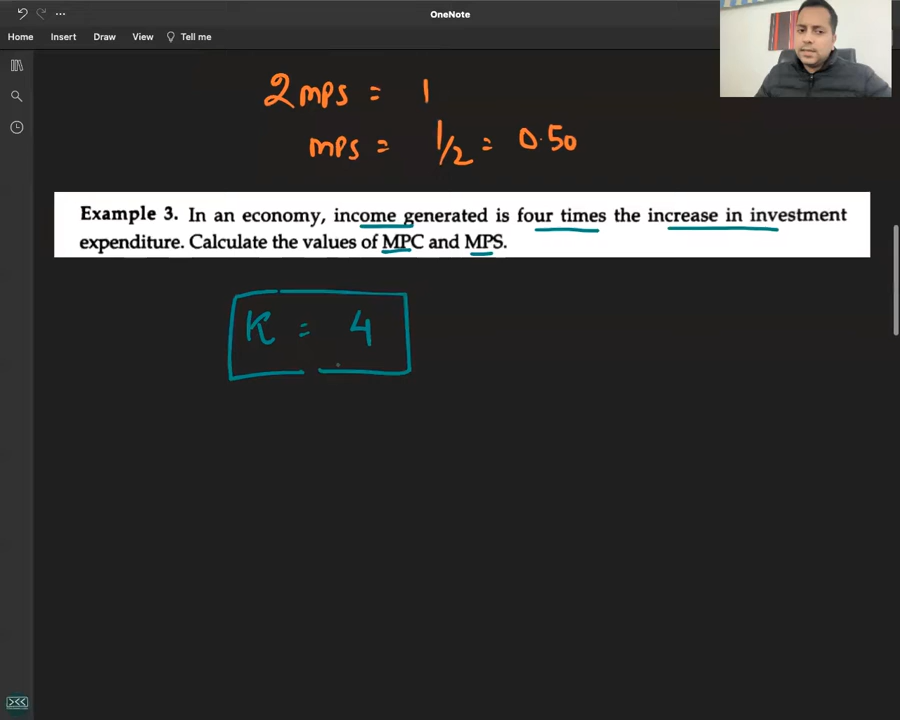 OneNote
Home Insert Draw View Tell me
2mps = 1
mps = 1/2 = 0.50
Example 3. In an economy, income generated is four times the increase in investment
expenditure. Calculate the values of MPC and MPS.
K = 4